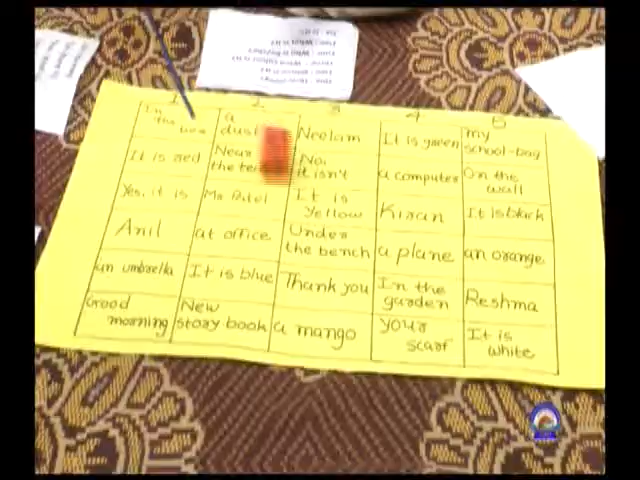 1 2 3 4 5
In the box
a
Neelam
It is green
my school-bag
It is red
Near the
No, it isn't
a computer
On the wall
Yes, it is
Mr Patel
It is yellow
Kiran
It is black
Anil
at office
Under the bench
a plane
an orange
an umbrella
It is blue
Thank you
In the garden
Reshma
Good morning
New story book
a mango
your scarf
It is white